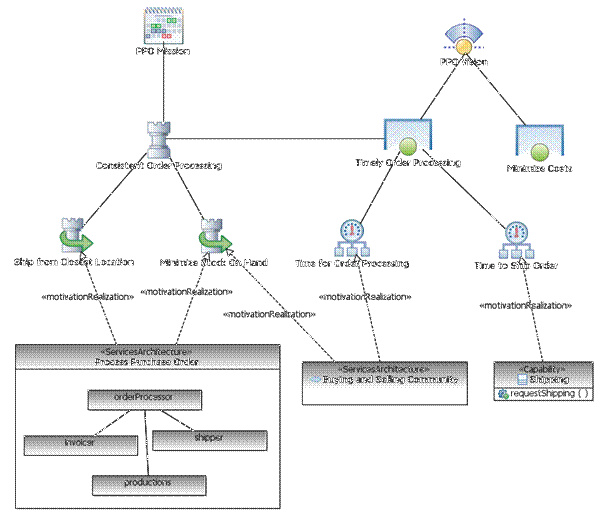 PPO Mission
PPO Vision
Consistent Order Processing
Timely Order Processing
Minimize Costs
Ship from Closest Location
Minimize Stock On Hand
Time for Order Processing
Time to Ship Order
«motivationRealization»
«motivationRealization»
«motivationRealization»
«motivationRealization»
«motivationRealization»
«ServicesArchitecture»
Process Purchase Order
«ServicesArchitecture»
Buying and Selling Community
«Capability»
Shipping
requestShipping ( )
orderProcessor
invoicer
shipper
productions